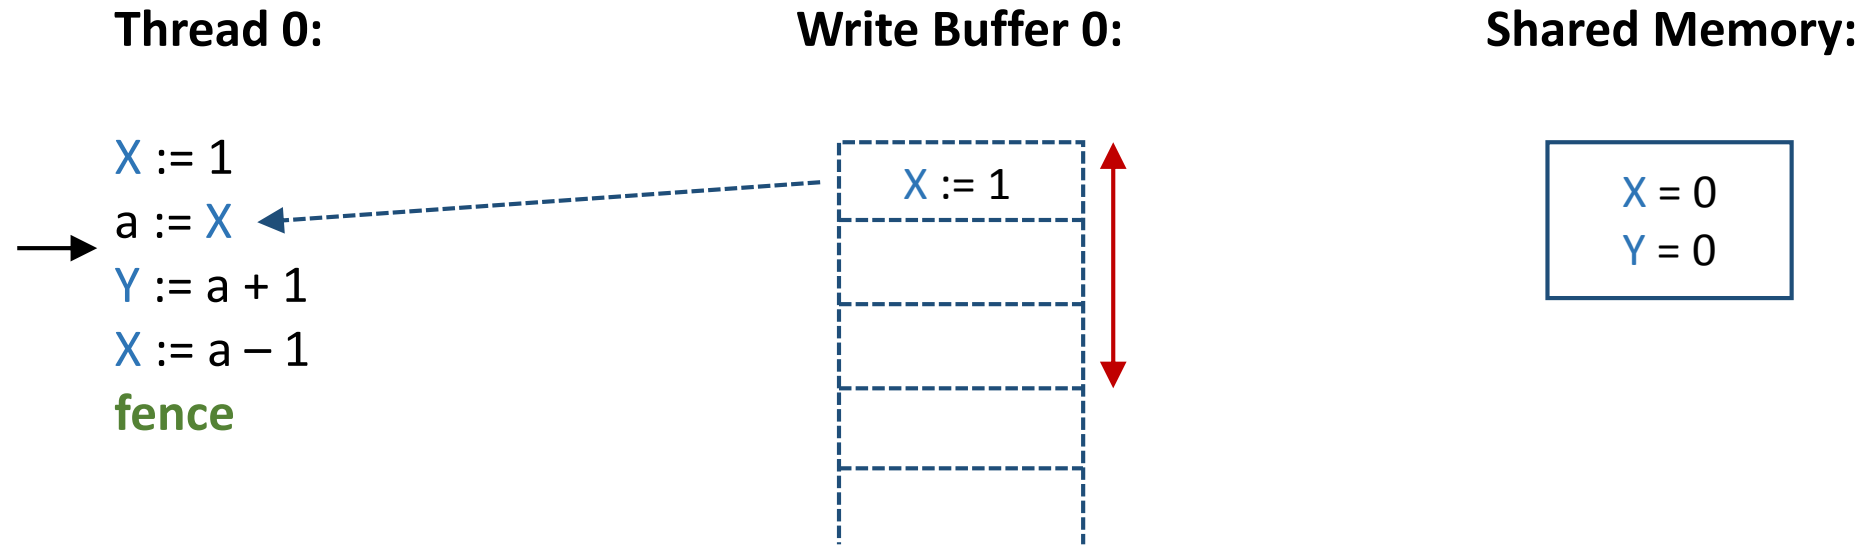 Thread 0:
Write Buffer 0:
Shared Memory:
X := 1
a := X
Y := a + 1
X := a – 1
fence
X := 1
X = 0
Y = 0